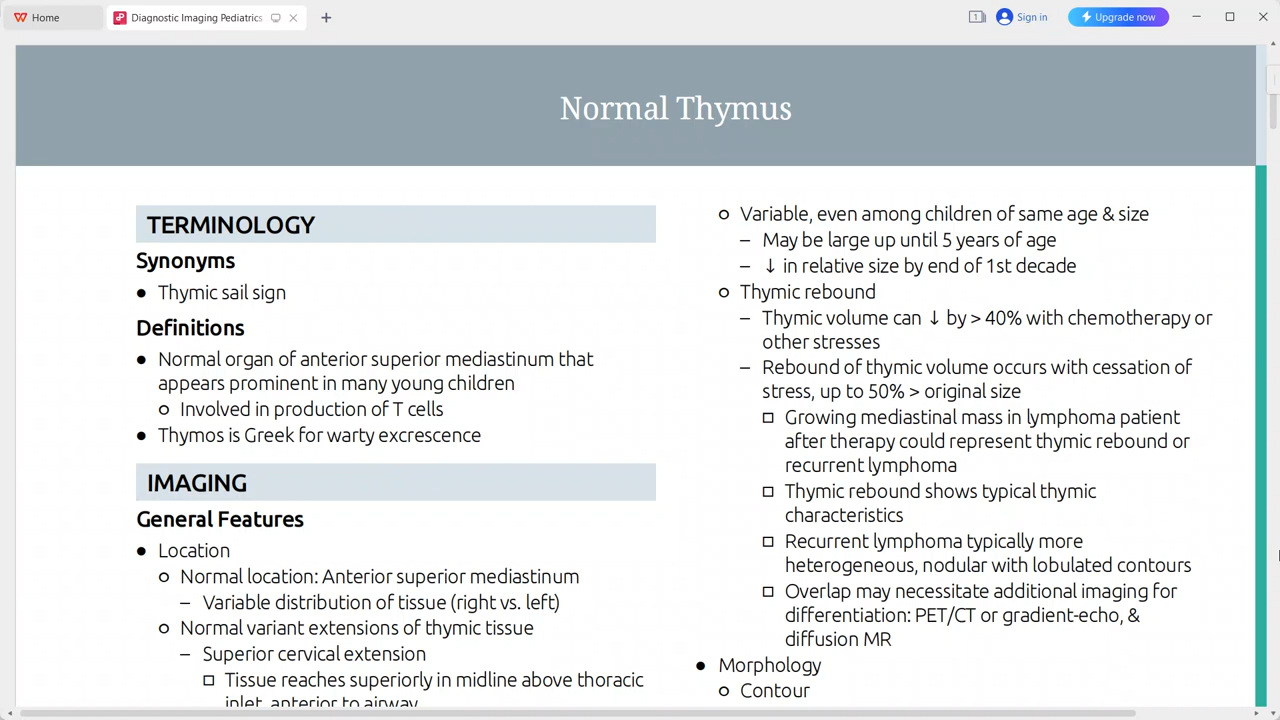 Home
Diagnostic Imaging Pediatrics
Sign in
Upgrade now
Normal Thymus
TERMINOLOGY
Synonyms
● Thymic sail sign
Definitions
● Normal organ of anterior superior mediastinum that
appears prominent in many young children
○ Involved in production of T cells
● Thymos is Greek for warty excrescence
IMAGING
General Features
● Location
○ Normal location: Anterior superior mediastinum
– Variable distribution of tissue (right vs. left)
○ Normal variant extensions of thymic tissue
– Superior cervical extension
□ Tissue reaches superiorly in midline above thoracic
inlet, anterior to airway
○ Variable, even among children of same age & size
– May be large up until 5 years of age
– ↓ in relative size by end of 1st decade
○ Thymic rebound
– Thymic volume can ↓ by > 40% with chemotherapy or
other stresses
– Rebound of thymic volume occurs with cessation of
stress, up to 50% > original size
□ Growing mediastinal mass in lymphoma patient
after therapy could represent thymic rebound or
recurrent lymphoma
□ Thymic rebound shows typical thymic
characteristics
□ Recurrent lymphoma typically more
heterogeneous, nodular with lobulated contours
□ Overlap may necessitate additional imaging for
differentiation: PET/CT or gradient-echo, &
diffusion MR
● Morphology
○ Contour